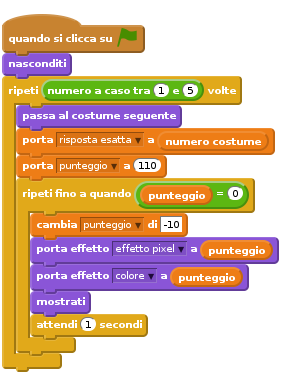 quando si clicca su
nasconditi
ripeti numero a caso tra 1 e 5 volte
passa al costume seguente
porta risposta esatta a numero costume
porta punteggio a 110
ripeti fino a quando punteggio = 0
cambia punteggio di -10
porta effetto effetto pixel a punteggio
porta effetto colore a punteggio
mostrati
attendi 1 secondi